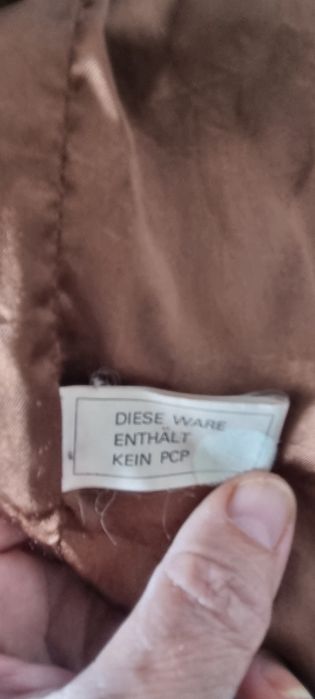 DIESE WARE
ENTHÄLT
KEIN PCP